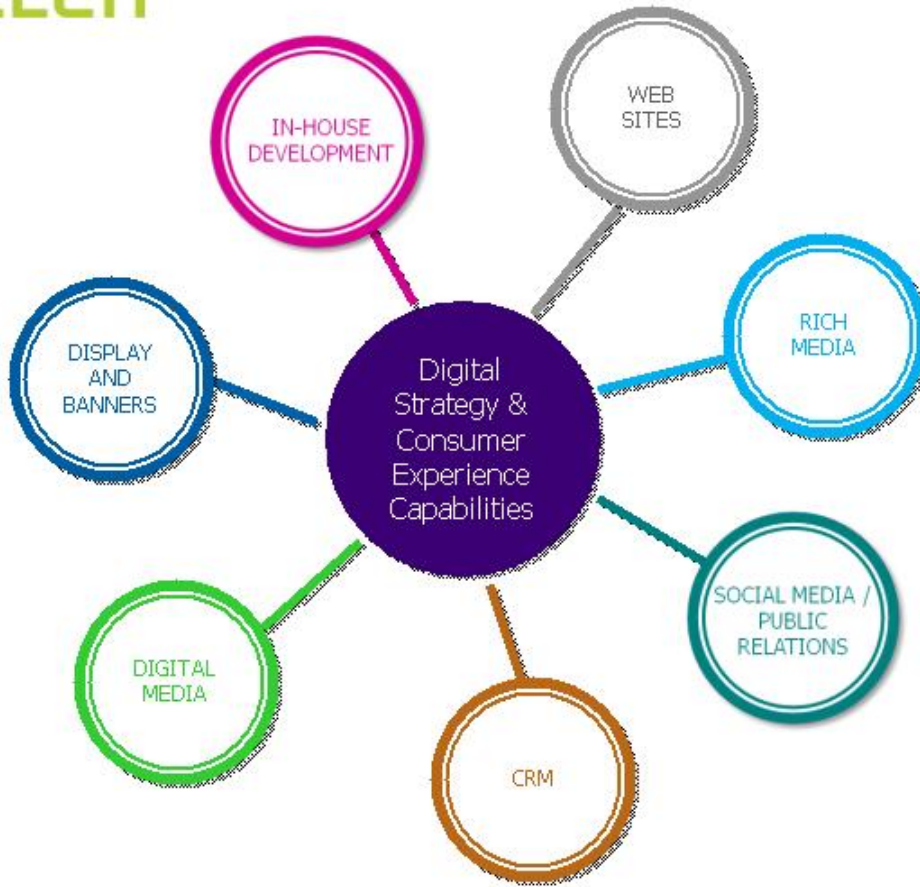 IN-HOUSE
DEVELOPMENT
WEB
SITES
RICH
MEDIA
DISPLAY
AND
BANNERS
Digital
Strategy &
Consumer
Experience
Capabilities
SOCIAL MEDIA /
PUBLIC
RELATIONS
DIGITAL
MEDIA
CRM